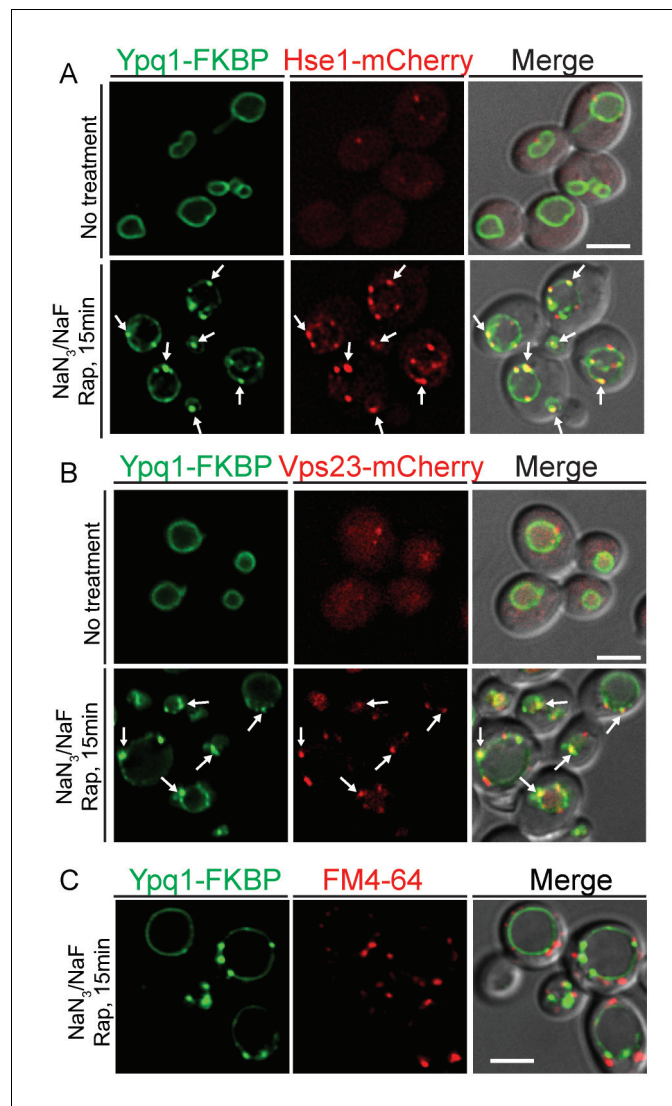 A
Ypq1-FKBP Hse1-mCherry Merge
No treatment
NaN3/NaF
Rap, 15min
B
Ypq1-FKBP Vps23-mCherry Merge
No treatment
NaN3/NaF
Rap, 15min
C
Ypq1-FKBP FM4-64 Merge
NaN3/NaF
Rap, 15min